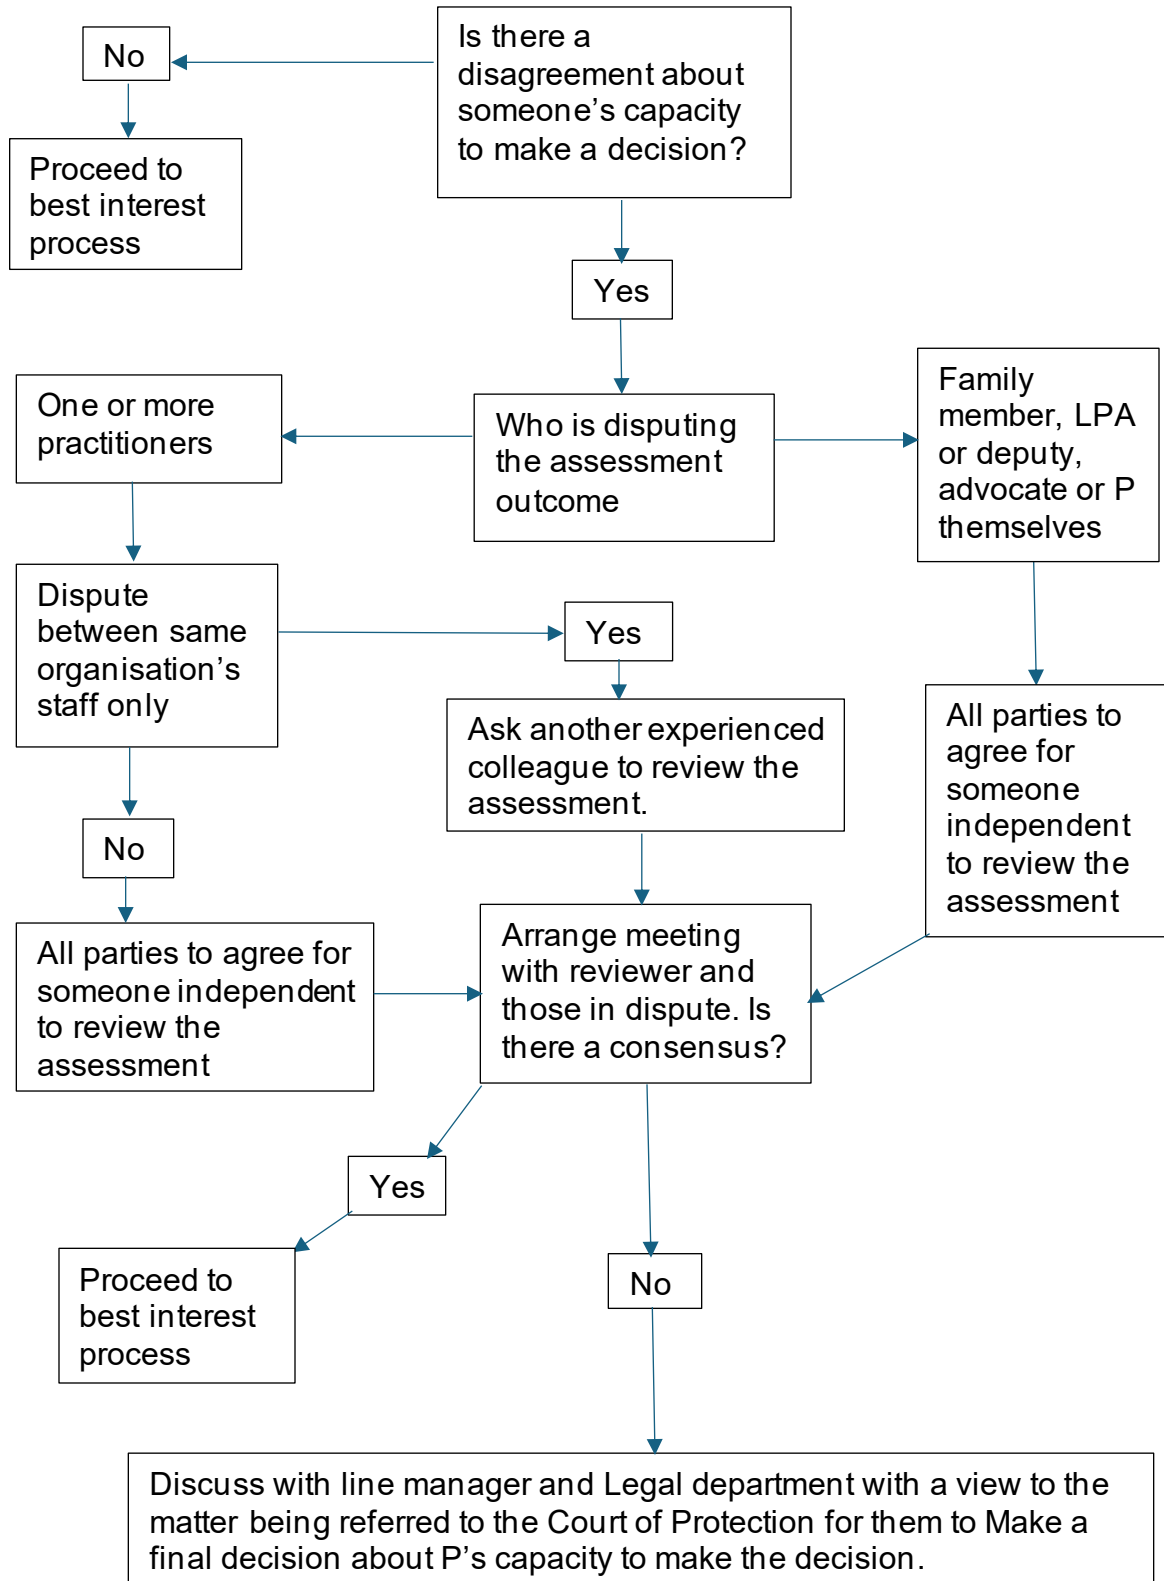 No
Is there a
disagreement about
someone's capacity
to make a decision?
Proceed to
best interest
process
Yes
One or more
practitioners
Who is disputing
the assessment
outcome
Family
member, LPA
or deputy,
advocate or P
themselves
Dispute
between same
organisation's
staff only
Yes
Ask another experienced
colleague to review the
assessment.
All parties to
agree for
someone
independent
to review the
assessment
No
All parties to agree for
someone independent
to review the
assessment
Arrange meeting
with reviewer and
those in dispute. Is
there a consensus?
Yes
Proceed to
best interest
process
No
Discuss with line manager and Legal department with a view to the
matter being referred to the Court of Protection for them to Make a
final decision about P's capacity to make the decision.